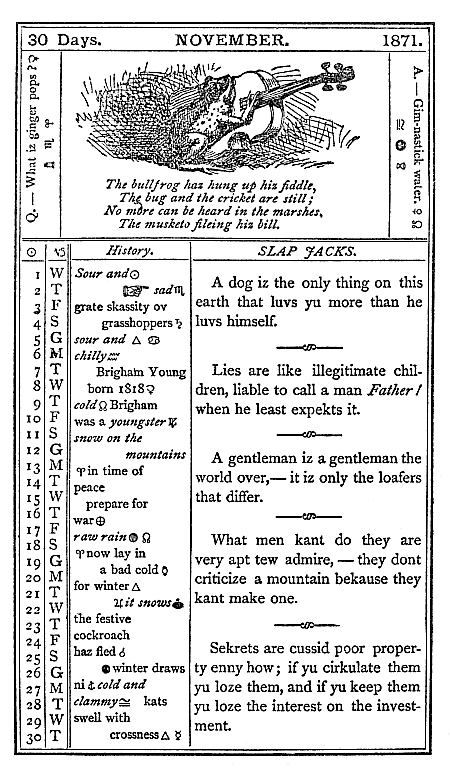 30 Days. NOVEMBER. 1871.
Q. — What iz ginger pops?
A. — Gim-nastick water.
The bullfrog haz hung up hiz fiddle,
The bug and the cricket are still;
No more can be heard in the marshes,
The musketo fileing hiz bill.
☉ ♑ History. SLAP JACKS.
1 W Sour and☉
2 T ☞ sad♏
3 F grate skassity ov
4 S grasshoppers♑
5 G sour and △ ♋
6 M chilly♒
7 T Brigham Young
8 W born 1818♀
9 T cold☊ Brigham
10 F was a youngster
11 S snow on the
12 G mountains
13 M ♈in time of
14 T peace
15 W prepare for
16 T war⊕
17 F raw rain ☊
18 S ♈now lay in
19 G a bad cold
20 M for winter△
21 T ♃it snows
22 W the festive
23 T cockroach
24 F haz fled
25 S winter draws
26 G ni cold and
27 M clammy♎ kats
28 T swell with
29 W crossness△ ☿
30 T
A dog iz the only thing on this
earth that luvs yu more than he
luvs himself.
Lies are like illegitimate chil-
dren, liable to call a man Father!
when he least expekts it.
A gentleman iz a gentleman the
world over,— it iz only the loafers
that differ.
What men kant do they are
very apt tew admire, — they dont
criticize a mountain bekause they
kant make one.
Sekrets are cussid poor proper-
ty enny how; if yu cirkulate them
yu loze them, and if yu keep them
yu loze the interest on the invest-
ment.